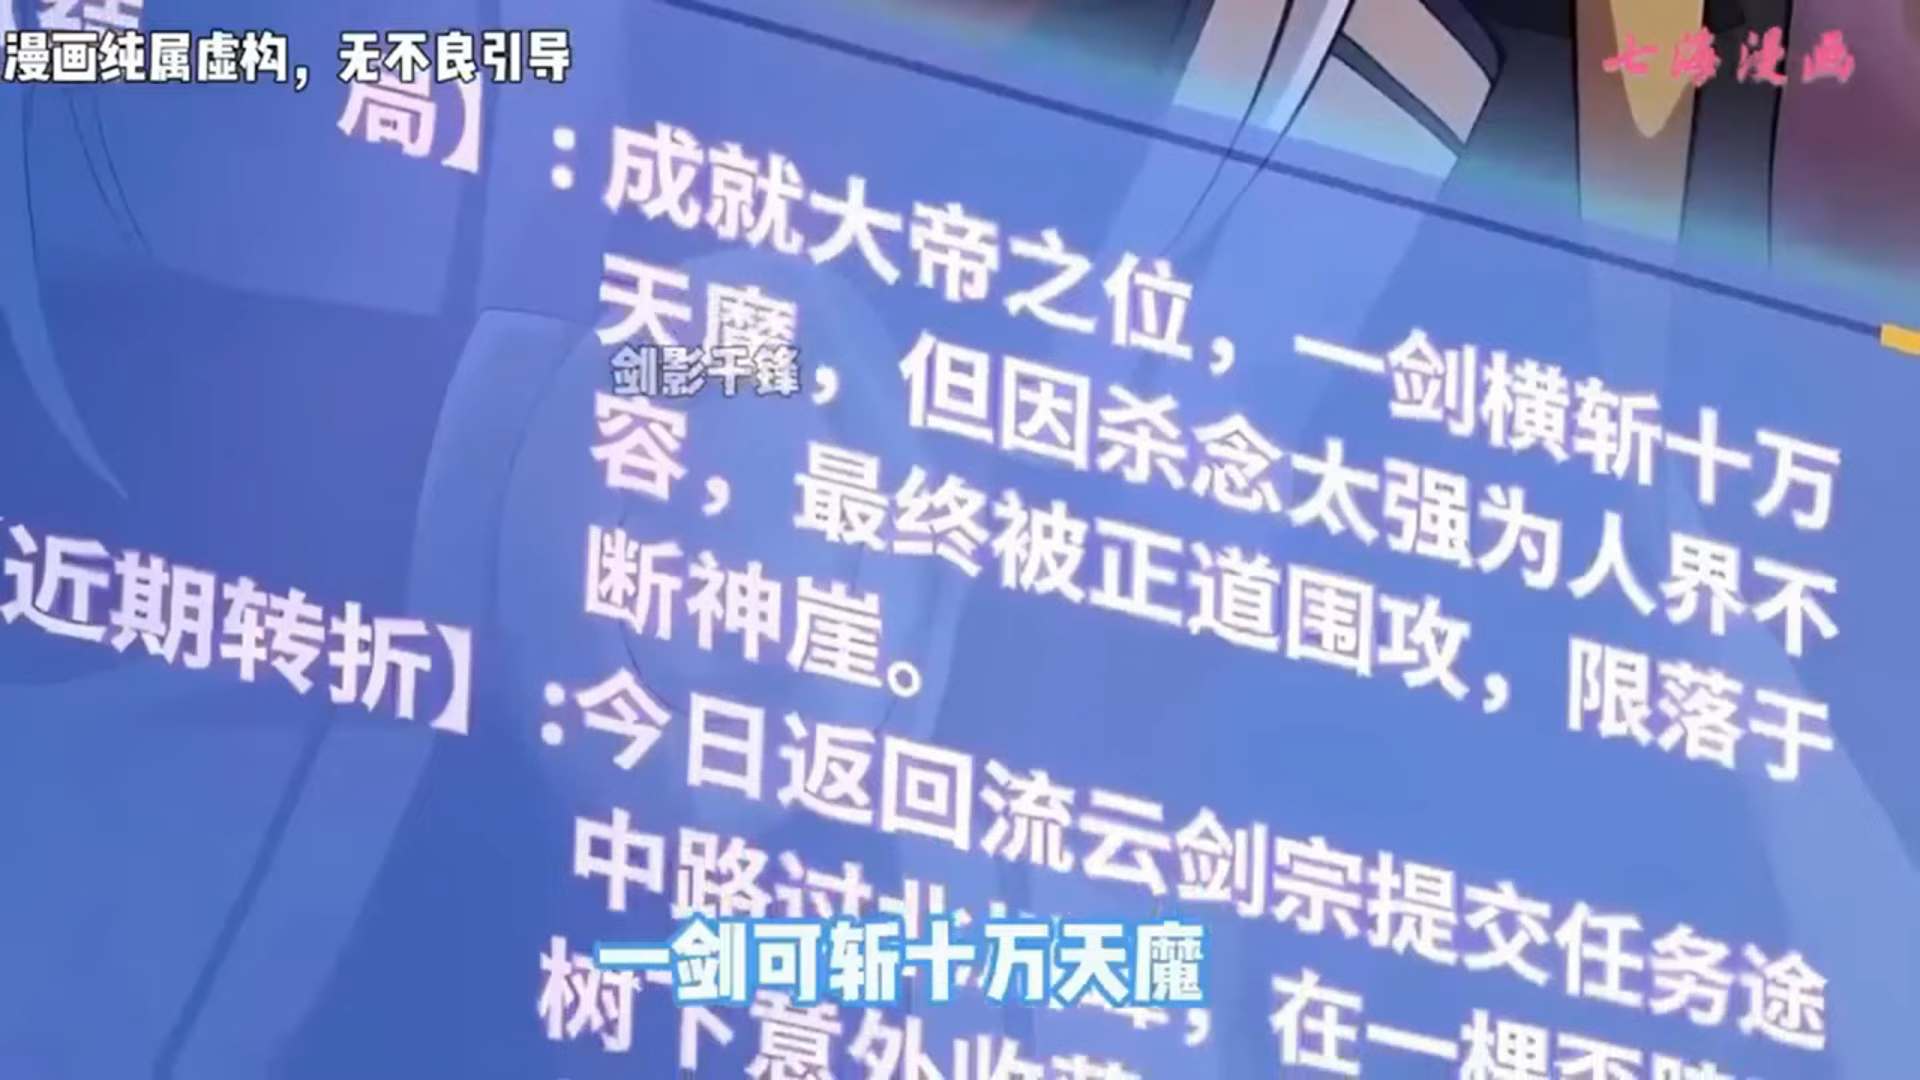 漫画纯属虚构，无不良引导
七海漫画
局】：成就大帝之位，一剑横斩十万
天魔，但因杀念太强为人界不
剑影千锋
容，最终被正道围攻，限落于
断神崖。
近期转折】：今日返回流云剑宗提交任务途
中路过北
一剑可斩十万天魔
，在一棵
树下意外收